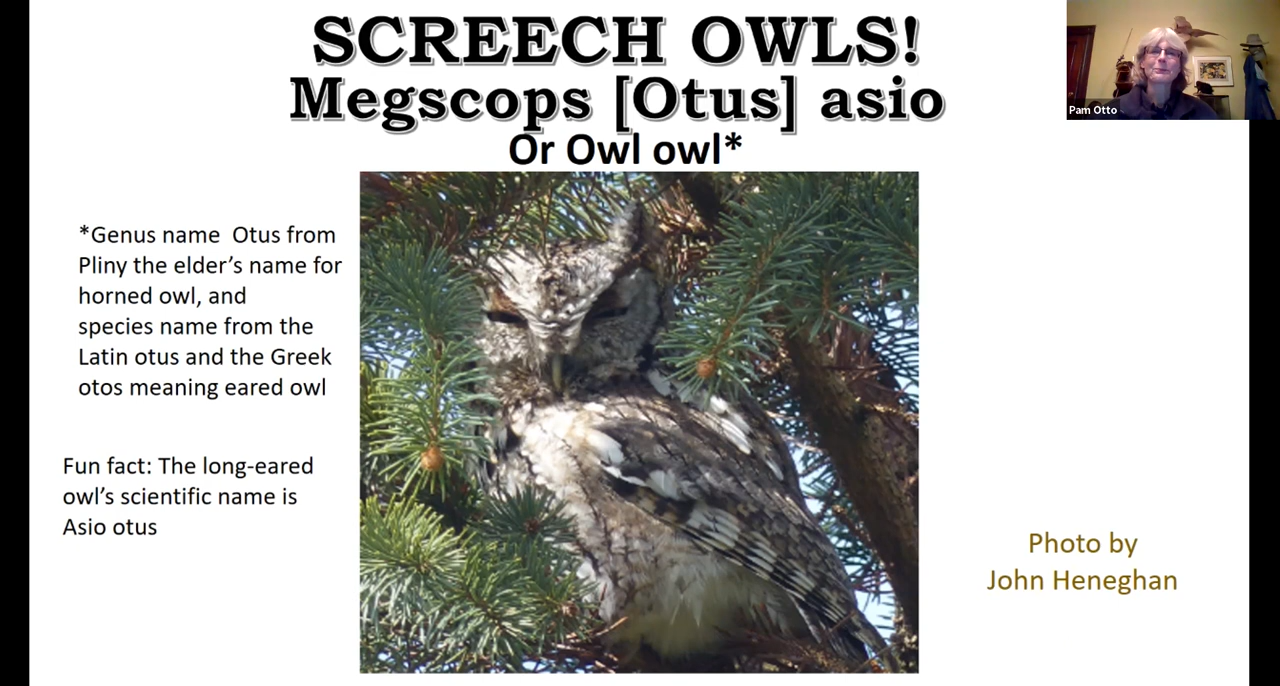 SCREECH OWLS!
Megscops [Otus] asio
Or Owl owl*
Pam Otto
*Genus name  Otus from
Pliny the elder's name for
horned owl, and
species name from the
Latin otus and the Greek
otos meaning eared owl
Fun fact: The long-eared
owl's scientific name is
Asio otus
Photo by
John Heneghan